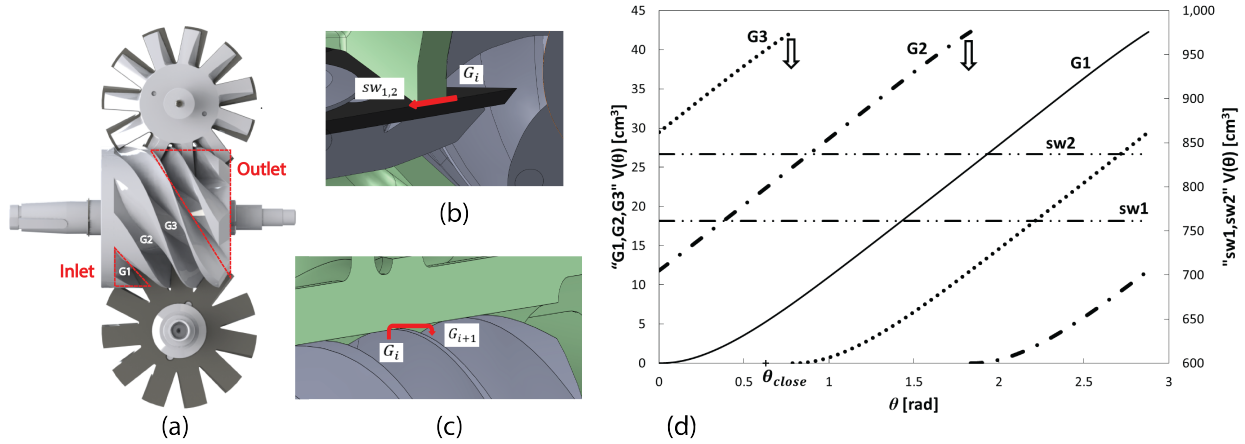 Outlet
G3
G2
G1
Inlet
(a)
sw1,2
Gi
(b)
Gi
Gi+1
(c)
"G1,G2,G3" V(θ) [cm³]
45
40
35
30
25
20
15
10
5
0
G3
G2
G1
sw2
sw1
1,000
950
900
850
800
750
700
650
600
"sw1,sw2" V(θ) [cm³]
0 0.5 1 1.5 2 2.5 3
θclose
θ [rad]
(d)